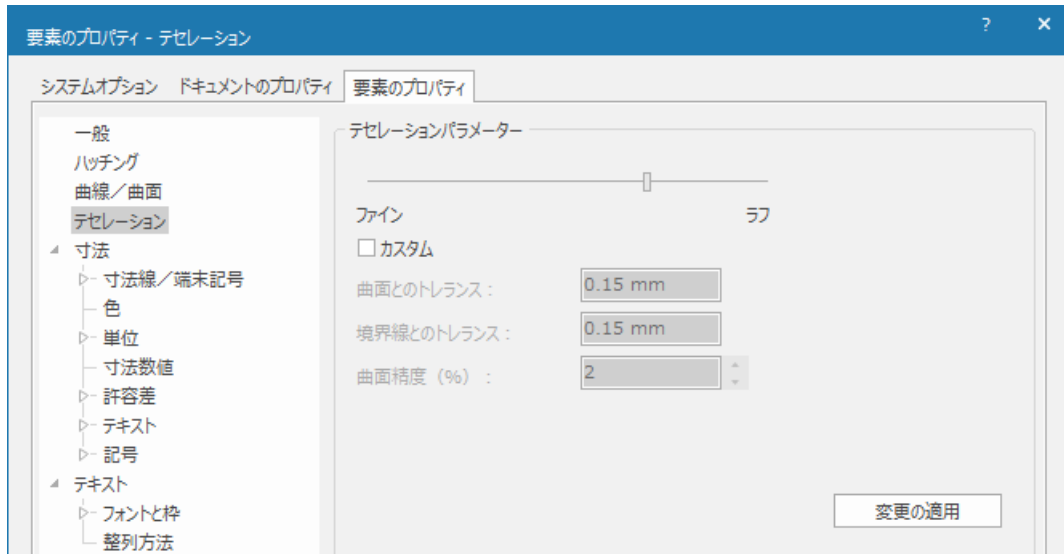 要素のプロパティ - テセレーション
? ×
システムオプション ドキュメントのプロパティ 要素のプロパティ
一般
ハッチング
曲線／曲面
テセレーション
寸法
寸法線／端末記号
色
単位
寸法数値
許容差
テキスト
記号
テキスト
フォントと枠
整列方法
テセレーションパラメーター
ファイン ラフ
カスタム
曲面とのトレランス： 0.15 mm
境界線とのトレランス： 0.15 mm
曲面精度（%）： 2
変更の適用